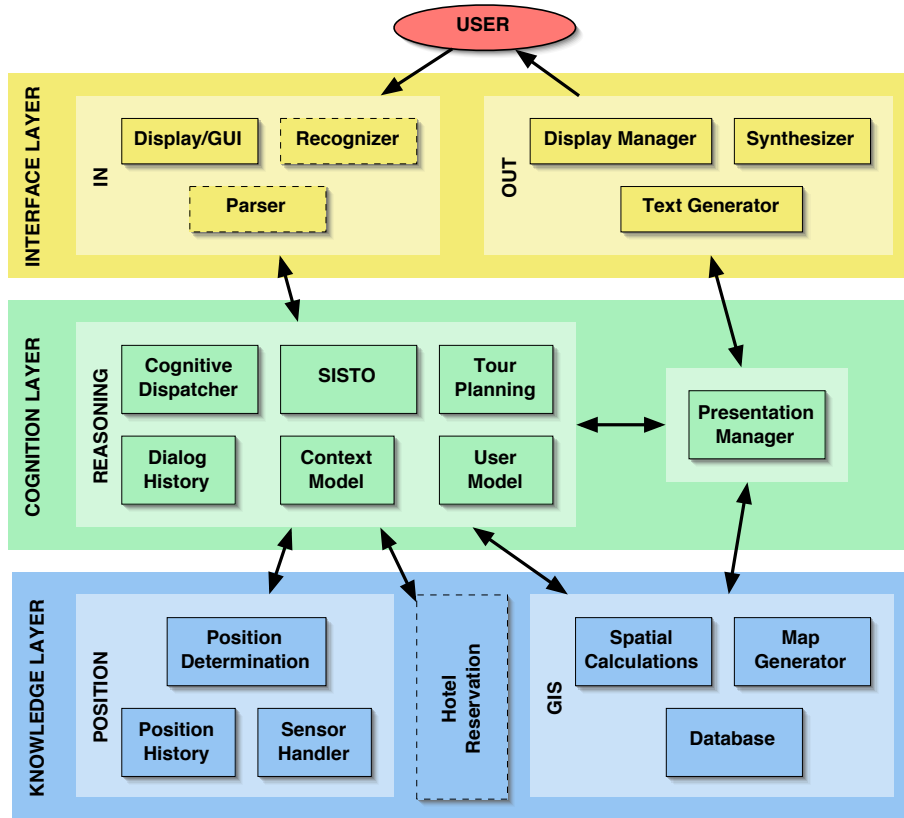 USER
INTERFACE LAYER
IN
Display/GUI
Recognizer
Parser
OUT
Display Manager
Synthesizer
Text Generator
COGNITION LAYER
REASONING
Cognitive
Dispatcher
SISTO
Tour
Planning
Dialog
History
Context
Model
User
Model
Presentation
Manager
KNOWLEDGE LAYER
POSITION
Position
Determination
Position
History
Sensor
Handler
Hotel
Reservation
GIS
Spatial
Calculations
Map
Generator
Database